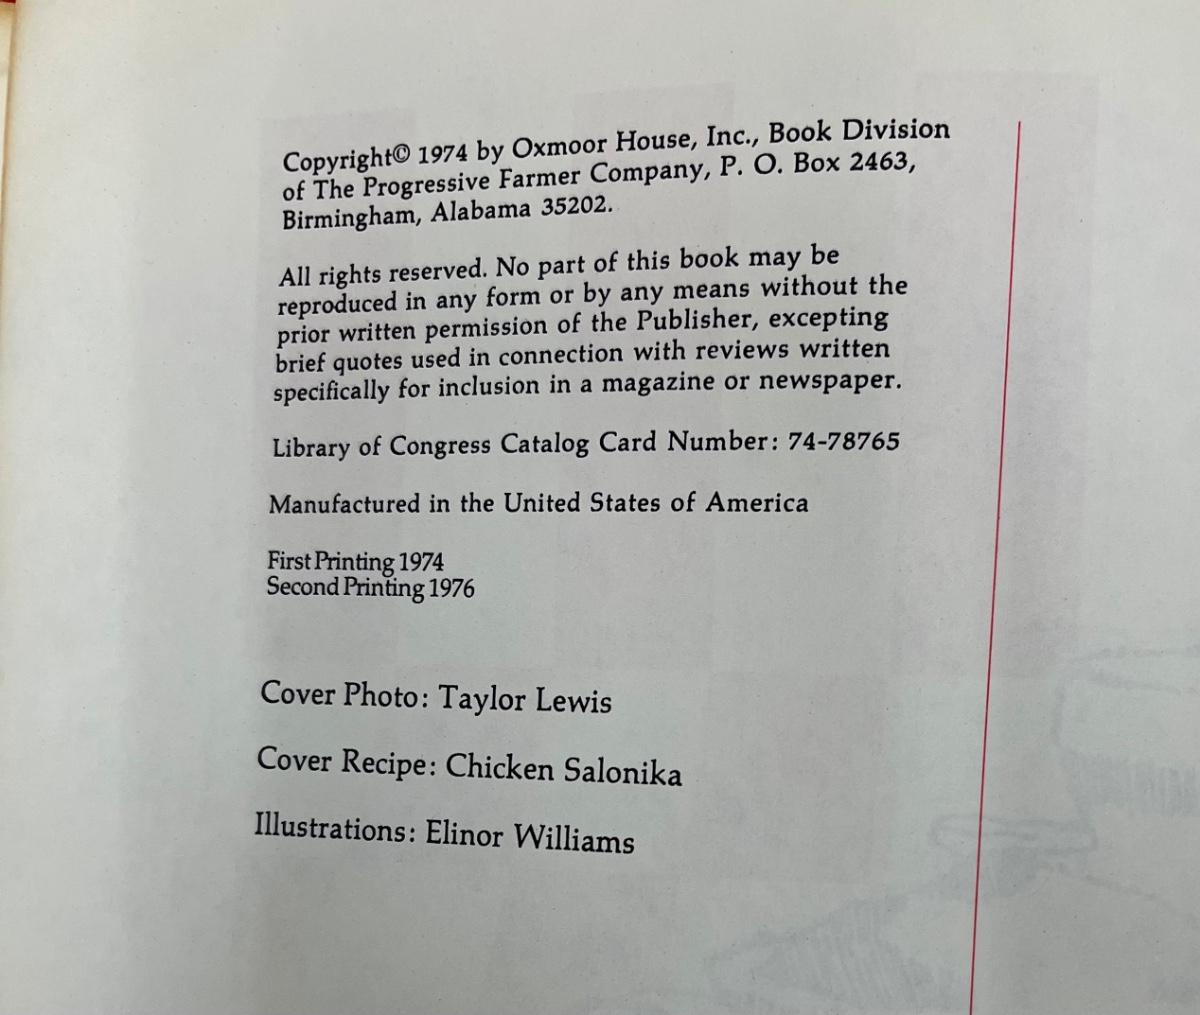 Copyright© 1974 by Oxmoor House, Inc., Book Division
of The Progressive Farmer Company, P. O. Box 2463,
Birmingham, Alabama 35202.
All rights reserved. No part of this book may be
reproduced in any form or by any means without the
prior written permission of the Publisher, excepting
brief quotes used in connection with reviews written
specifically for inclusion in a magazine or newspaper.
Library of Congress Catalog Card Number: 74-78765
Manufactured in the United States of America
First Printing 1974
Second Printing 1976
Cover Photo: Taylor Lewis
Cover Recipe: Chicken Salonika
Illustrations: Elinor Williams